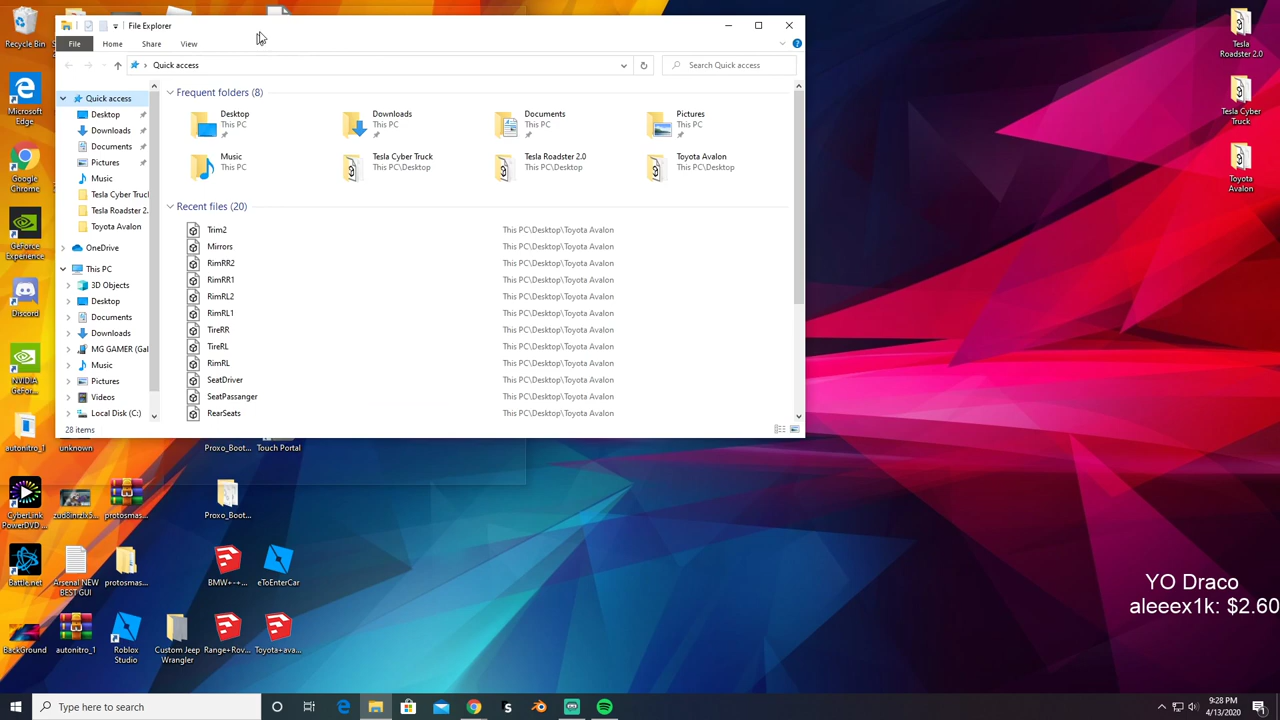 File Explorer
File
Home
Share
View
Quick access
Search Quick access
Quick access
Desktop
Downloads
Documents
Pictures
Music
Tesla Cyber Truc
Tesla Roadster 2.
Toyota Avalon
OneDrive
This PC
3D Objects
Desktop
Documents
Downloads
MG GAMER (Gal
Music
Pictures
Videos
Local Disk (C:)
28 items
Frequent folders (8)
Desktop
This PC
Downloads
This PC
Documents
This PC
Pictures
This PC
Music
This PC
Tesla Cyber Truck
This PC\Desktop
Tesla Roadster 2.0
This PC\Desktop
Toyota Avalon
This PC\Desktop
Recent files (20)
Trim2 This PC\Desktop\Toyota Avalon
Mirrors This PC\Desktop\Toyota Avalon
RimRR2 This PC\Desktop\Toyota Avalon
RimRR1 This PC\Desktop\Toyota Avalon
RimRL2 This PC\Desktop\Toyota Avalon
RimRL1 This PC\Desktop\Toyota Avalon
TireRR This PC\Desktop\Toyota Avalon
TireRL This PC\Desktop\Toyota Avalon
RimRL This PC\Desktop\Toyota Avalon
SeatDriver This PC\Desktop\Toyota Avalon
SeatPassanger This PC\Desktop\Toyota Avalon
RearSeats This PC\Desktop\Toyota Avalon
Recycle Bin
Microsoft
Edge
Google
Chrome
GeForce
Experience
Discord
NVIDIA
GeFor...
autonitro_1
unknown
Proxo_Boot...
Touch Portal
CyberLink
PowerDVD ...
zudoinrzlx5...
protosmas...
Proxo_Boot...
Battle.net
Arsenal NEW
BEST GUI
protosmas...
BMW+-+...
eToEnterCar
BackGround
autonitro_1
Roblox
Studio
Custom Jeep
Wrangler
Range+Rov...
Toyota+ava...
Tesla
Roadster 2.0
Tesla Cyber
Truck
Toyota
Avalon
YO Draco
aleeex1k: $2.60
Type here to search
9:28 PM
4/13/2020